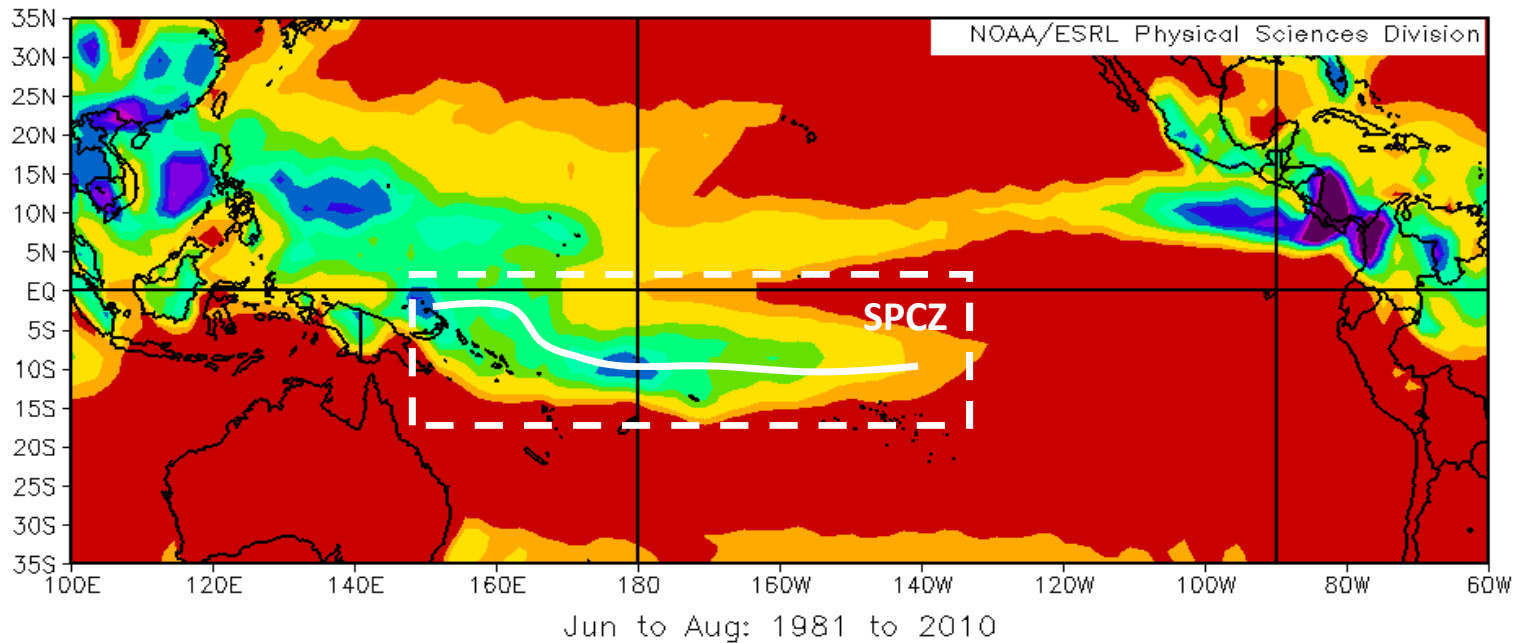 NOAA/ESRL Physical Sciences Division
35N
30N
25N
20N
15N
10N
5N
EQ
5S
10S
15S
20S
25S
30S
35S
SPCZ
100E 120E 140E 160E 180 160W 140W 120W 100W 80W 60W
Jun to Aug: 1981 to 2010